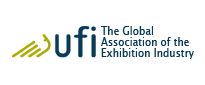 ufi
The Global
Association of the
Exhibition Industry